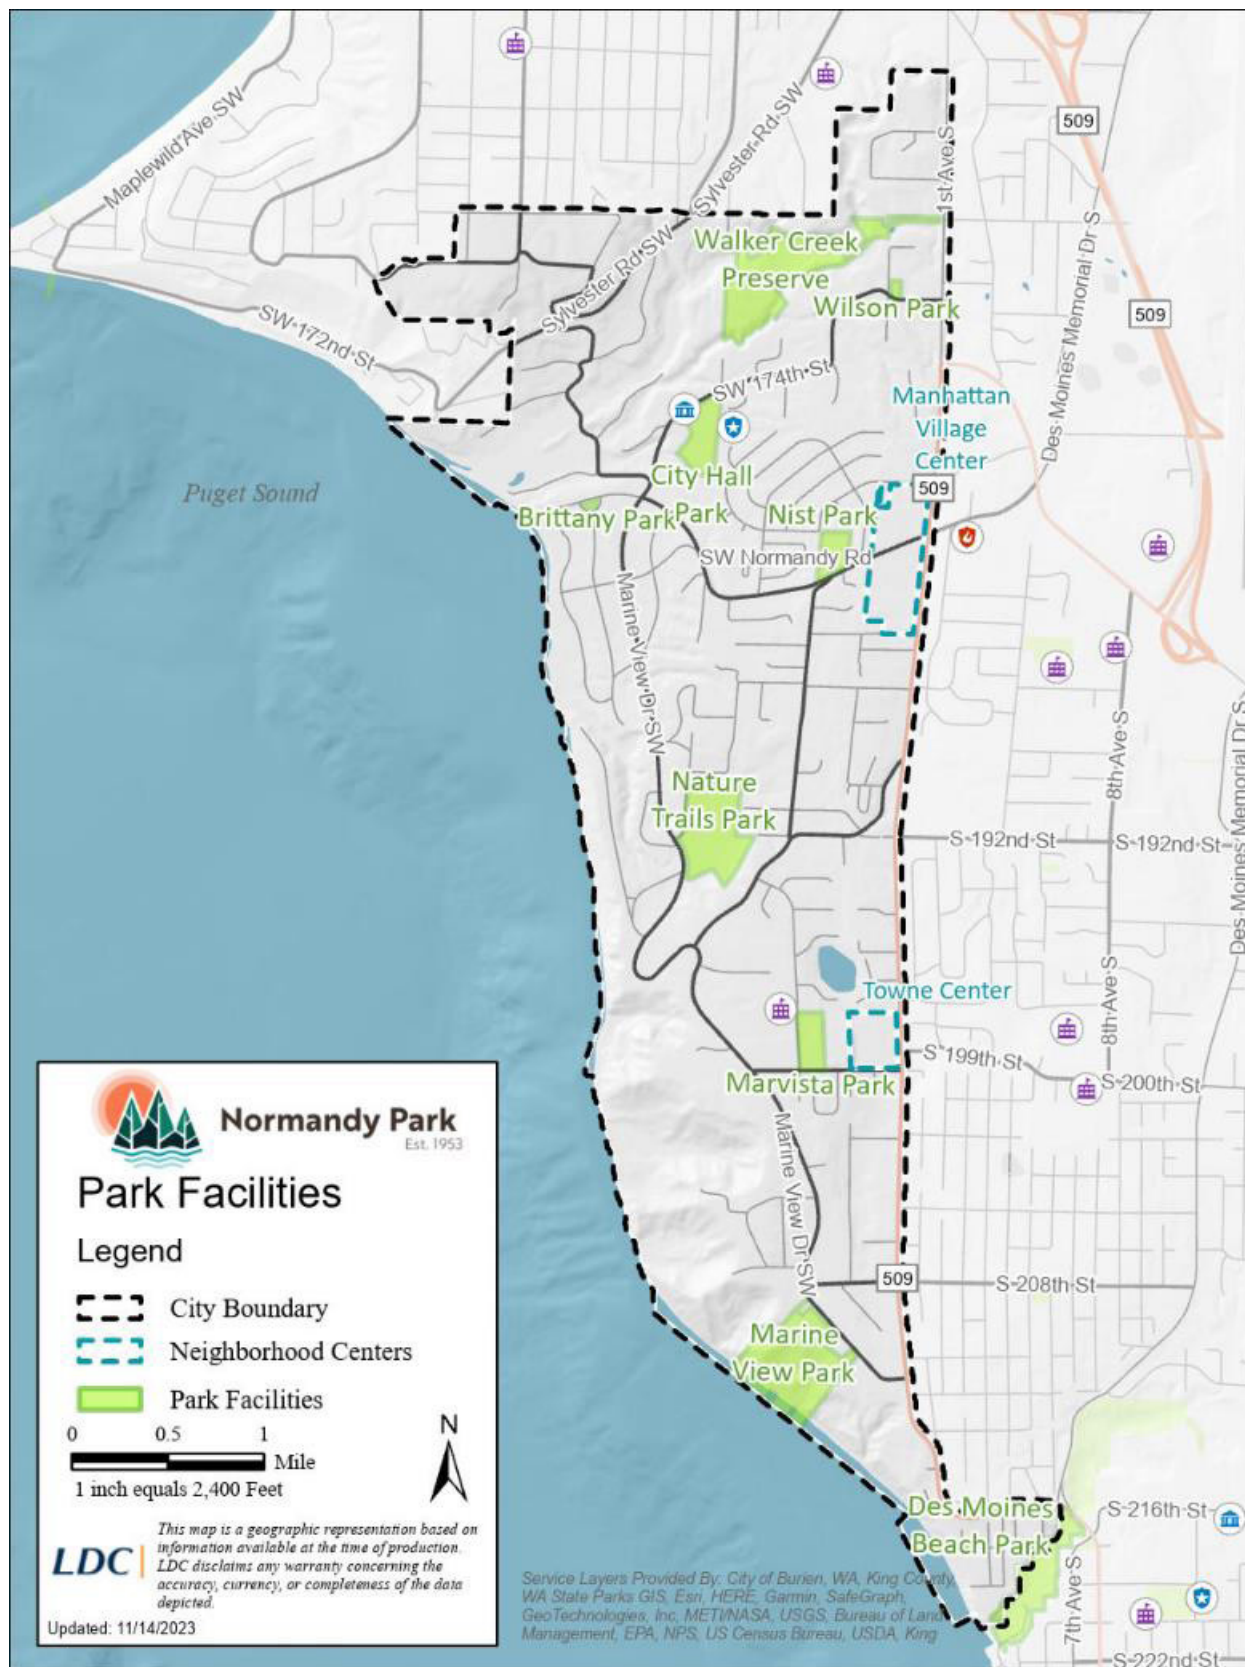 Maplewild Ave SW
Sylvester Rd SW
509
1st Ave S
Walker Creek
Preserve
Sylvester Rd SW
Wilson Park
509
Des Moines Memorial Dr S
SW 172nd St
SW 174th St
Manhattan
Village
Center
City Hall
Park
509
Puget Sound
Brittany Park
Nist Park
SW Normandy Rd
Marine View Dr SW
8th Ave S
Des Moines Memorial Dr S
Nature
Trails Park
S 192nd St
S 192nd St
8th Ave S
Towne Center
S 199th St
S 200th St
Marvista Park
Marine View Dr SW
509
S 208th St
Marine
View Park
Des Moines
Beach Park
S 216th St
7th Ave S
S 222nd St
Normandy Park
Est. 1953
Park Facilities
Legend
City Boundary
Neighborhood Centers
Park Facilities
0 0.5 1
Mile
N
1 inch equals 2,400 Feet
LDC
This map is a geographic representation based on
information available at the time of production.
LDC disclaims any warranty concerning the
accuracy, currency, or completeness of the data
depicted.
Updated: 11/14/2023
Service Layers Provided By: City of Burien, WA, King County,
WA State Parks GIS, Esri, HERE, Garmin, SafeGraph,
GeoTechnologies, Inc, METI/NASA, USGS, Bureau of Land
Management, EPA, NPS, US Census Bureau, USDA, King